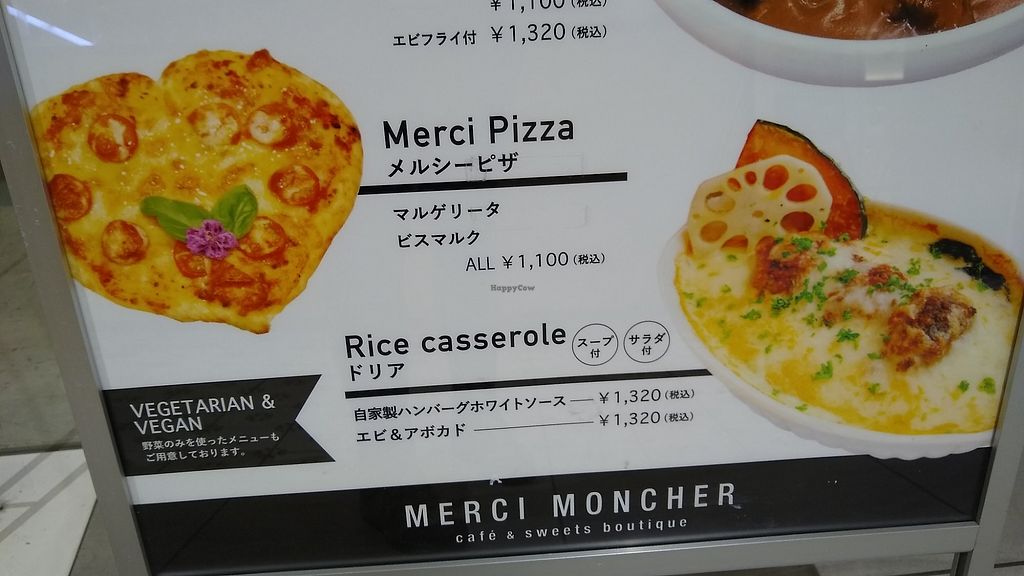 ¥1,100(税込)
エビフライ付 ¥1,320(税込)
Merci Pizza
メルシーピザ
マルゲリータ
ビスマルク
ALL ¥1,100(税込)
HappyCow
Rice casserole スープ付 サラダ付
ドリア
自家製ハンバーグホワイトソース — ¥1,320(税込)
エビ&アボカド — ¥1,320(税込)
VEGETARIAN &
VEGAN
野菜のみを使ったメニューも
ご用意しております。
MERCI MONCHER
café & sweets boutique